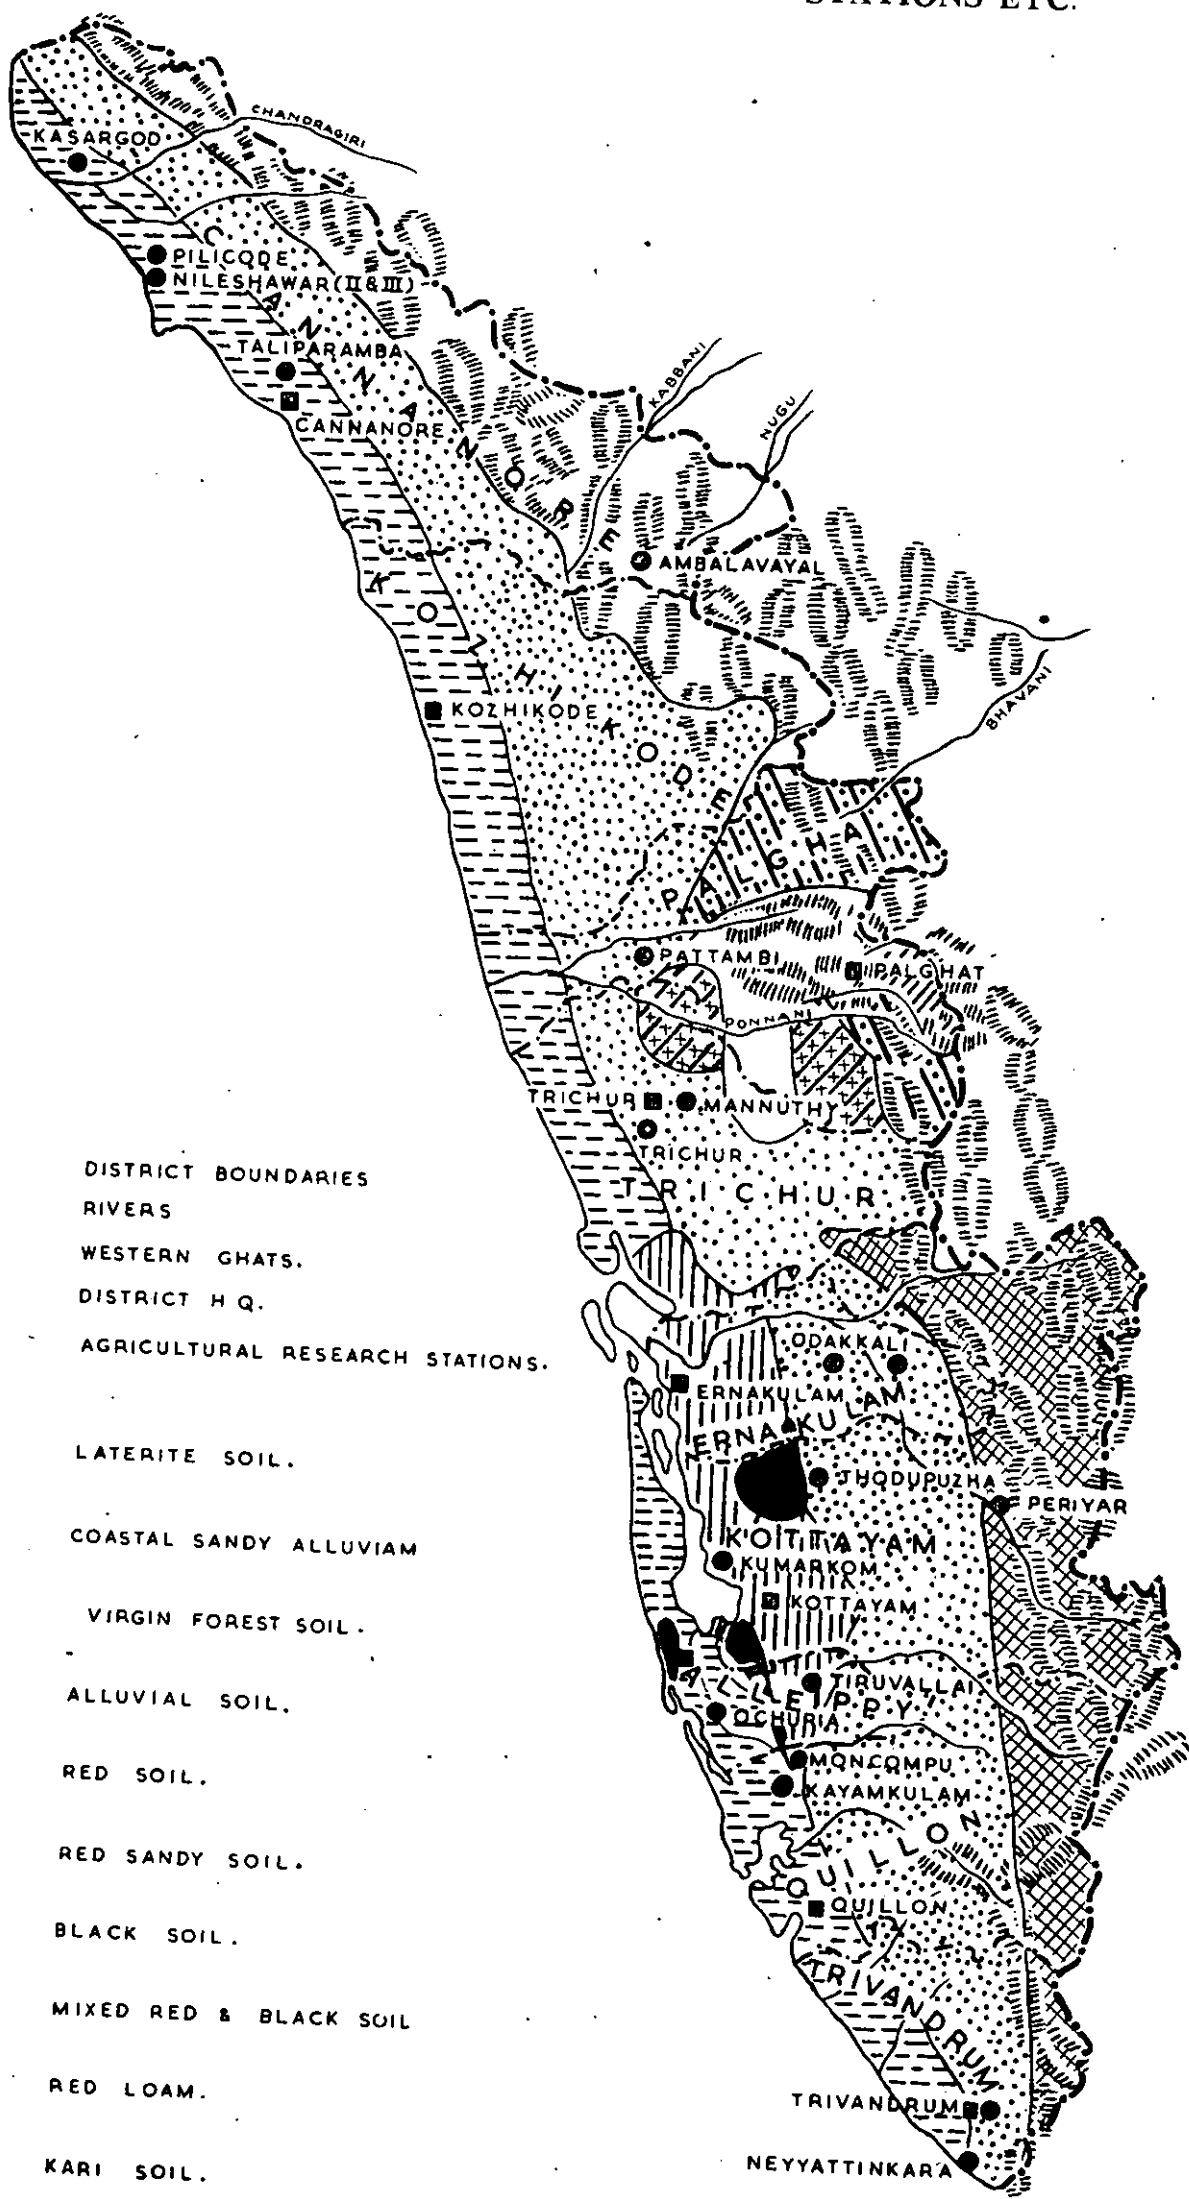 STATIONS ETC.
CHANDRAGIRI
KASARGOD
PILICODE
NILESHAWAR (II & III)
TALIPARAMBA
CANNANORE
CANNANORE
KABBANI
NUGU
AMBALAVAYAL
KOZHIKODE
KOZHIKODE
BHAVANI
PALGHA
PATTAMBI
PALGHAT
PONNANI
TRICHUR
MANNUTHY
TRICHUR
TRICHUR
DISTRICT BOUNDARIES
RIVERS
WESTERN GHATS.
DISTRICT H Q.
AGRICULTURAL RESEARCH STATIONS.
ODAKKALI
ERNAKULAM
ERNAKULAM
LATERITE SOIL.
THODUPUZHA
PERIYAR
COASTAL SANDY ALLUVIAM
KOTTAYAM
KUMARKOM
KOTTAYAM
VIRGIN FOREST SOIL.
TIRUVALLAI
ALLEPPY
ALLUVIAL SOIL.
OCHURIA
MONCOMPU
RED SOIL.
KAYAMKULAM
RED SANDY SOIL.
QUILLON
QUILLON
BLACK SOIL.
TRIVANDRUM
MIXED RED & BLACK SOIL
RED LOAM.
TRIVANDRUM
NEYYATTINKARA
KARI SOIL.